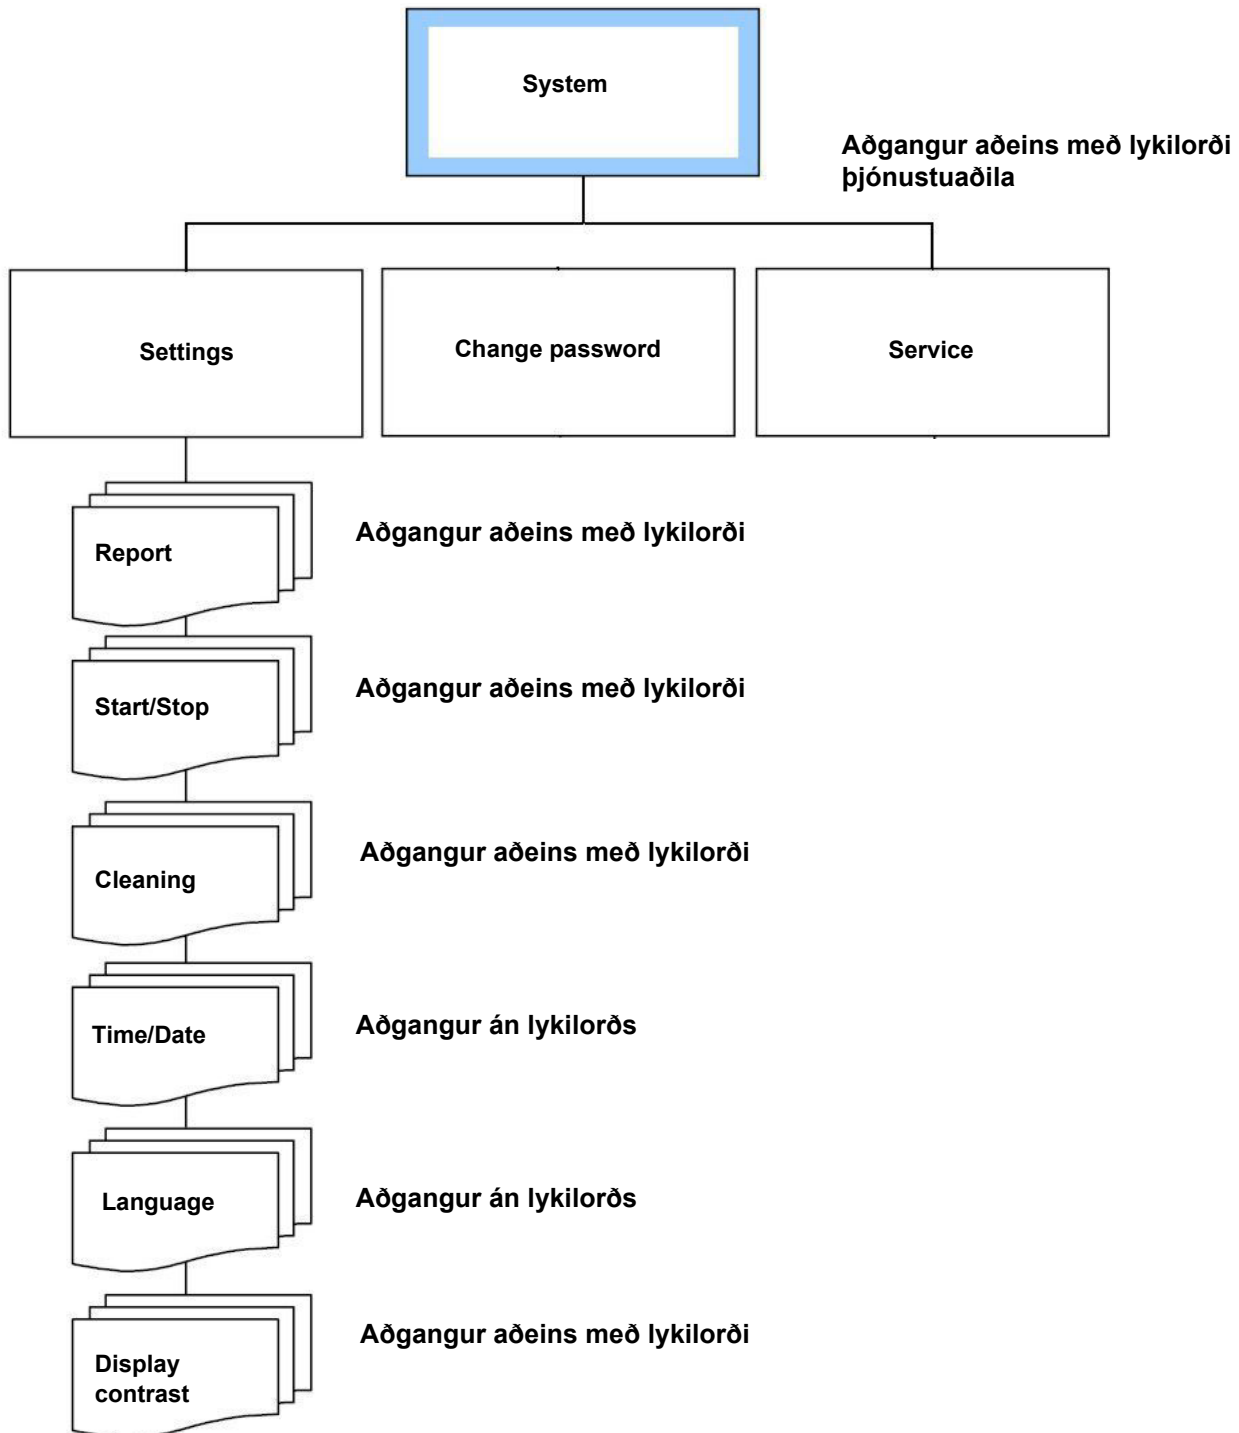 System
Aðgangur aðeins með lykilorði
þjónustuaðila
Settings
Change password
Service
Report
Aðgangur aðeins með lykilorði
Start/Stop
Aðgangur aðeins með lykilorði
Cleaning
Aðgangur aðeins með lykilorði
Time/Date
Aðgangur án lykilorðs
Language
Aðgangur án lykilorðs
Display
contrast
Aðgangur aðeins með lykilorði